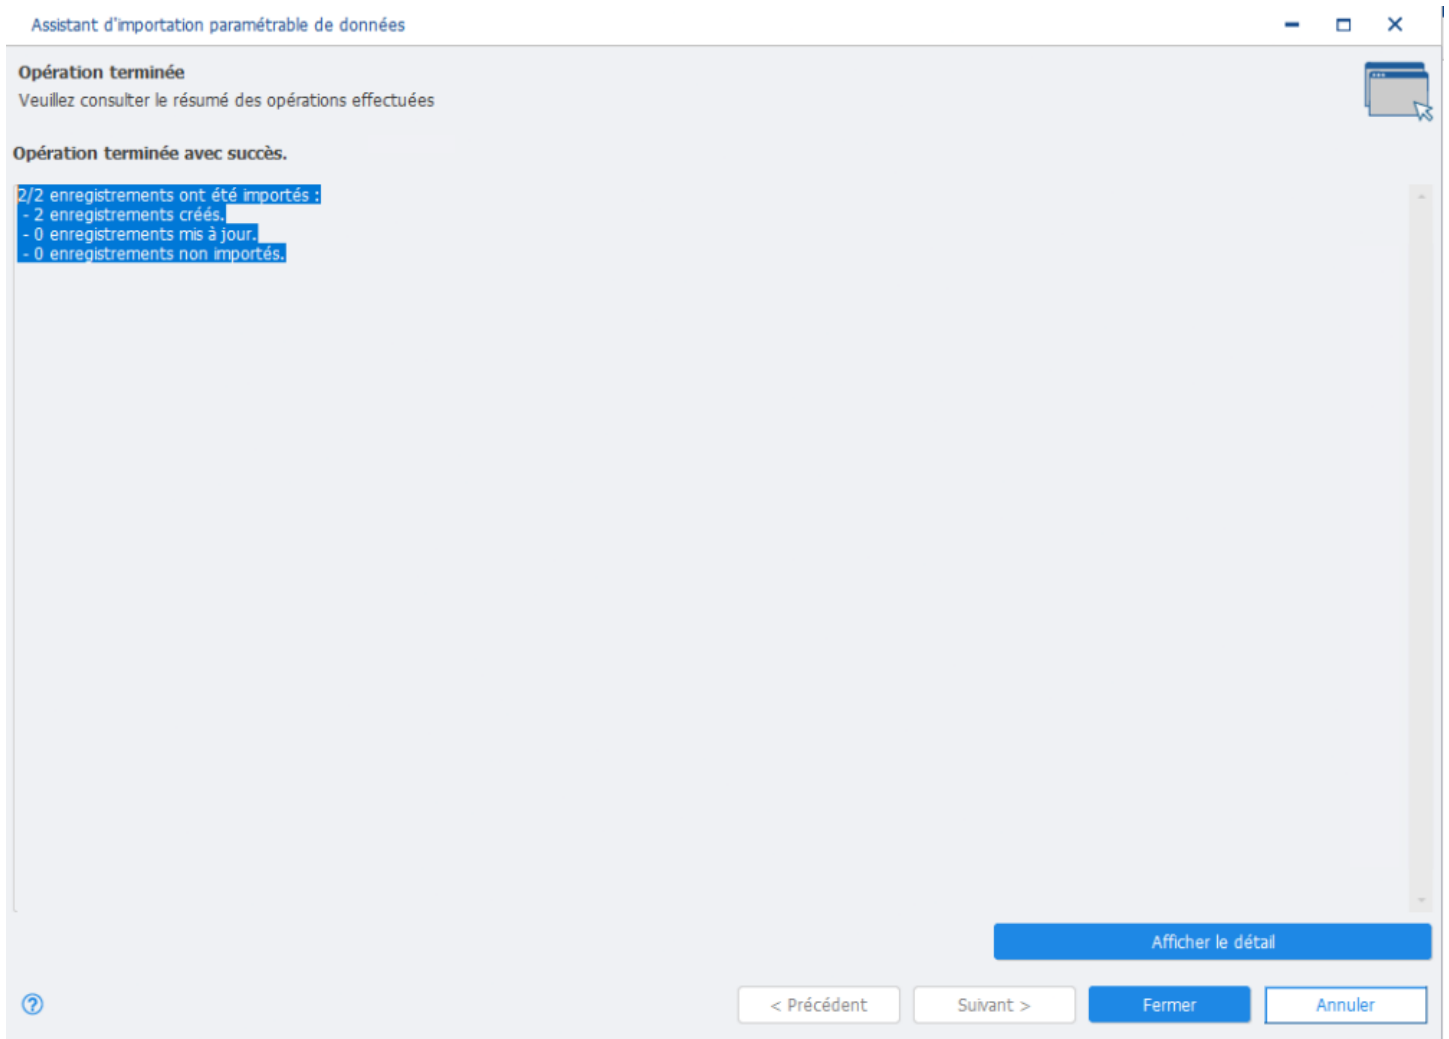 Assistant d'importation paramétrable de données
Opération terminée
Veuillez consulter le résumé des opérations effectuées
Opération terminée avec succès.
2/2 enregistrements ont été importés :
- 2 enregistrements créés.
- 0 enregistrements mis à jour.
- 0 enregistrements non importés.
Afficher le détail
< Précédent Suivant > Fermer Annuler